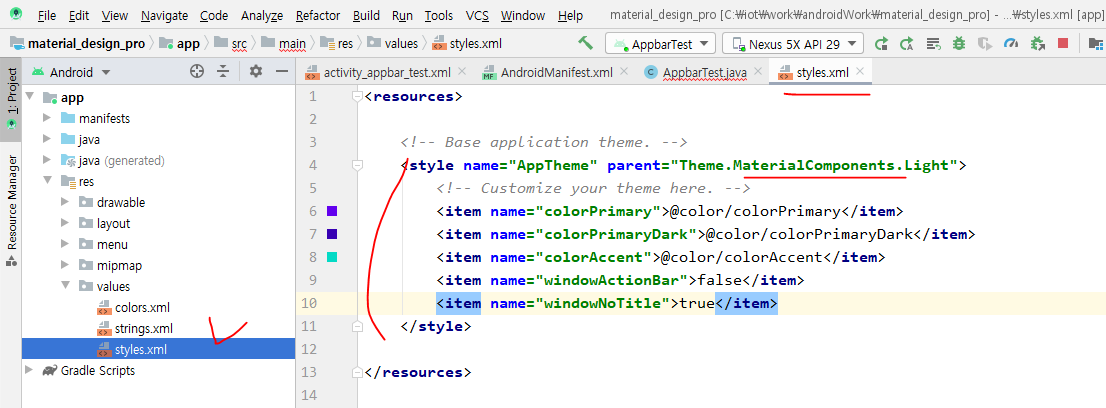 File Edit View Navigate Code Analyze Refactor Build Run Tools VCS Window Help material_design_pro [C:₩iot₩work₩androidWork₩material_design_pro] - ...₩styles.xml [app]
material_design_pro app src main res values styles.xml AppbarTest Nexus 5X API 29
1: Project
Resource Manager
Android
app
manifests
java
java (generated)
res
drawable
layout
menu
mipmap
values
colors.xml
strings.xml
styles.xml
Gradle Scripts
activity_appbar_test.xml AndroidManifest.xml AppbarTest.java styles.xml
1 <resources>
2
3 <!-- Base application theme. -->
4 <style name="AppTheme" parent="Theme.MaterialComponents.Light">
5 <!-- Customize your theme here. -->
6 <item name="colorPrimary">@color/colorPrimary</item>
7 <item name="colorPrimaryDark">@color/colorPrimaryDark</item>
8 <item name="colorAccent">@color/colorAccent</item>
9 <item name="windowActionBar">false</item>
10 <item name="windowNoTitle">true</item>
11 </style>
12
13 </resources>
14